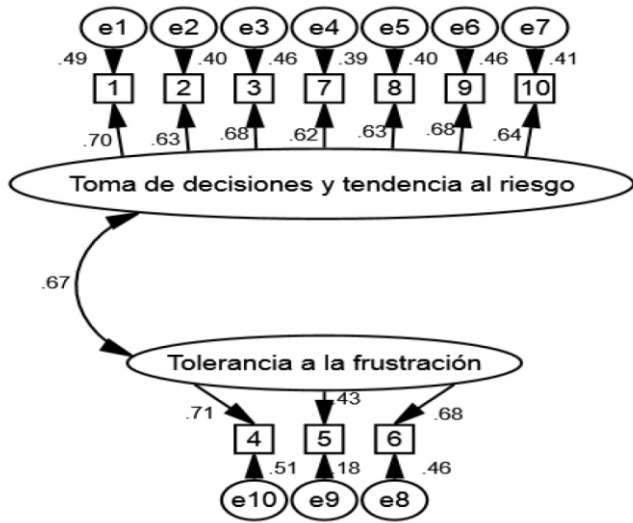 e1 e2 e3 e4 e5 e6 e7
.49 .40 .46 .39 .40 .46 .41
1 2 3 7 8 9 10
.70 .63 .68 .62 .63 .68 .64
Toma de decisiones y tendencia al riesgo
.67
Tolerancia a la frustración
.71 .43 .68
4 5 6
.51 .18 .46
e10 e9 e8